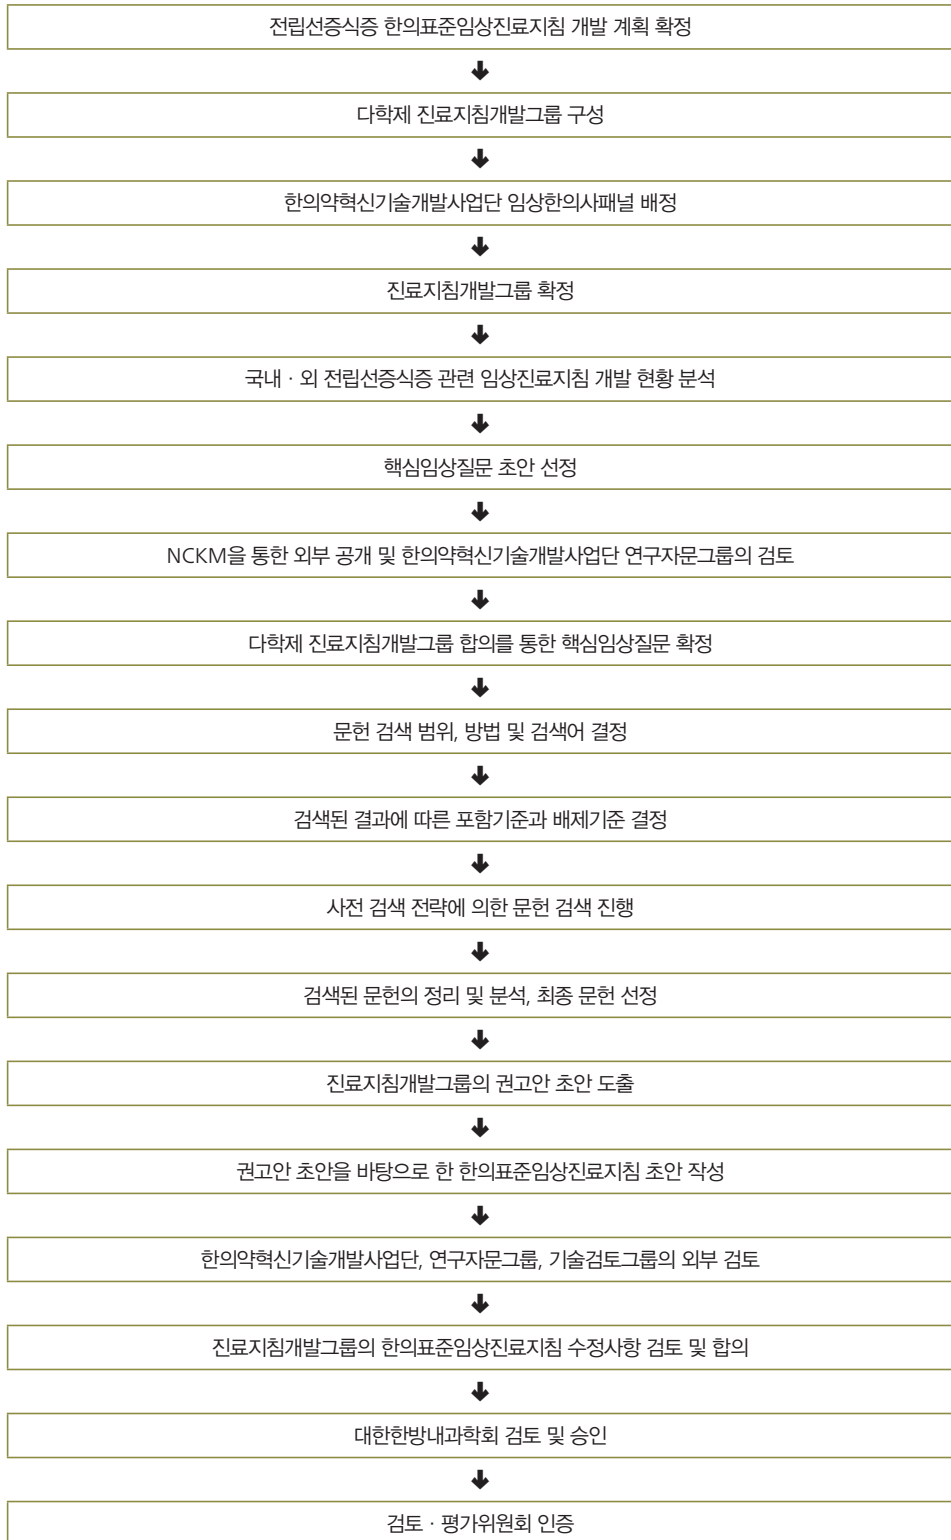 전립선증식증 한의표준임상진료지침 개발 계획 확정
다학제 진료지침개발그룹 구성
한의약혁신기술개발사업단 임상한의사패널 배정
진료지침개발그룹 확정
국내 · 외 전립선증식증 관련 임상진료지침 개발 현황 분석
핵심임상질문 초안 선정
NCKM을 통한 외부 공개 및 한의약혁신기술개발사업단 연구자문그룹의 검토
다학제 진료지침개발그룹 합의를 통한 핵심임상질문 확정
문헌 검색 범위, 방법 및 검색어 결정
검색된 결과에 따른 포함기준과 배제기준 결정
사전 검색 전략에 의한 문헌 검색 진행
검색된 문헌의 정리 및 분석, 최종 문헌 선정
진료지침개발그룹의 권고안 초안 도출
권고안 초안을 바탕으로 한 한의표준임상진료지침 초안 작성
한의약혁신기술개발사업단, 연구자문그룹, 기술검토그룹의 외부 검토
진료지침개발그룹의 한의표준임상진료지침 수정사항 검토 및 합의
대한한방내과학회 검토 및 승인
검토 · 평가위원회 인증